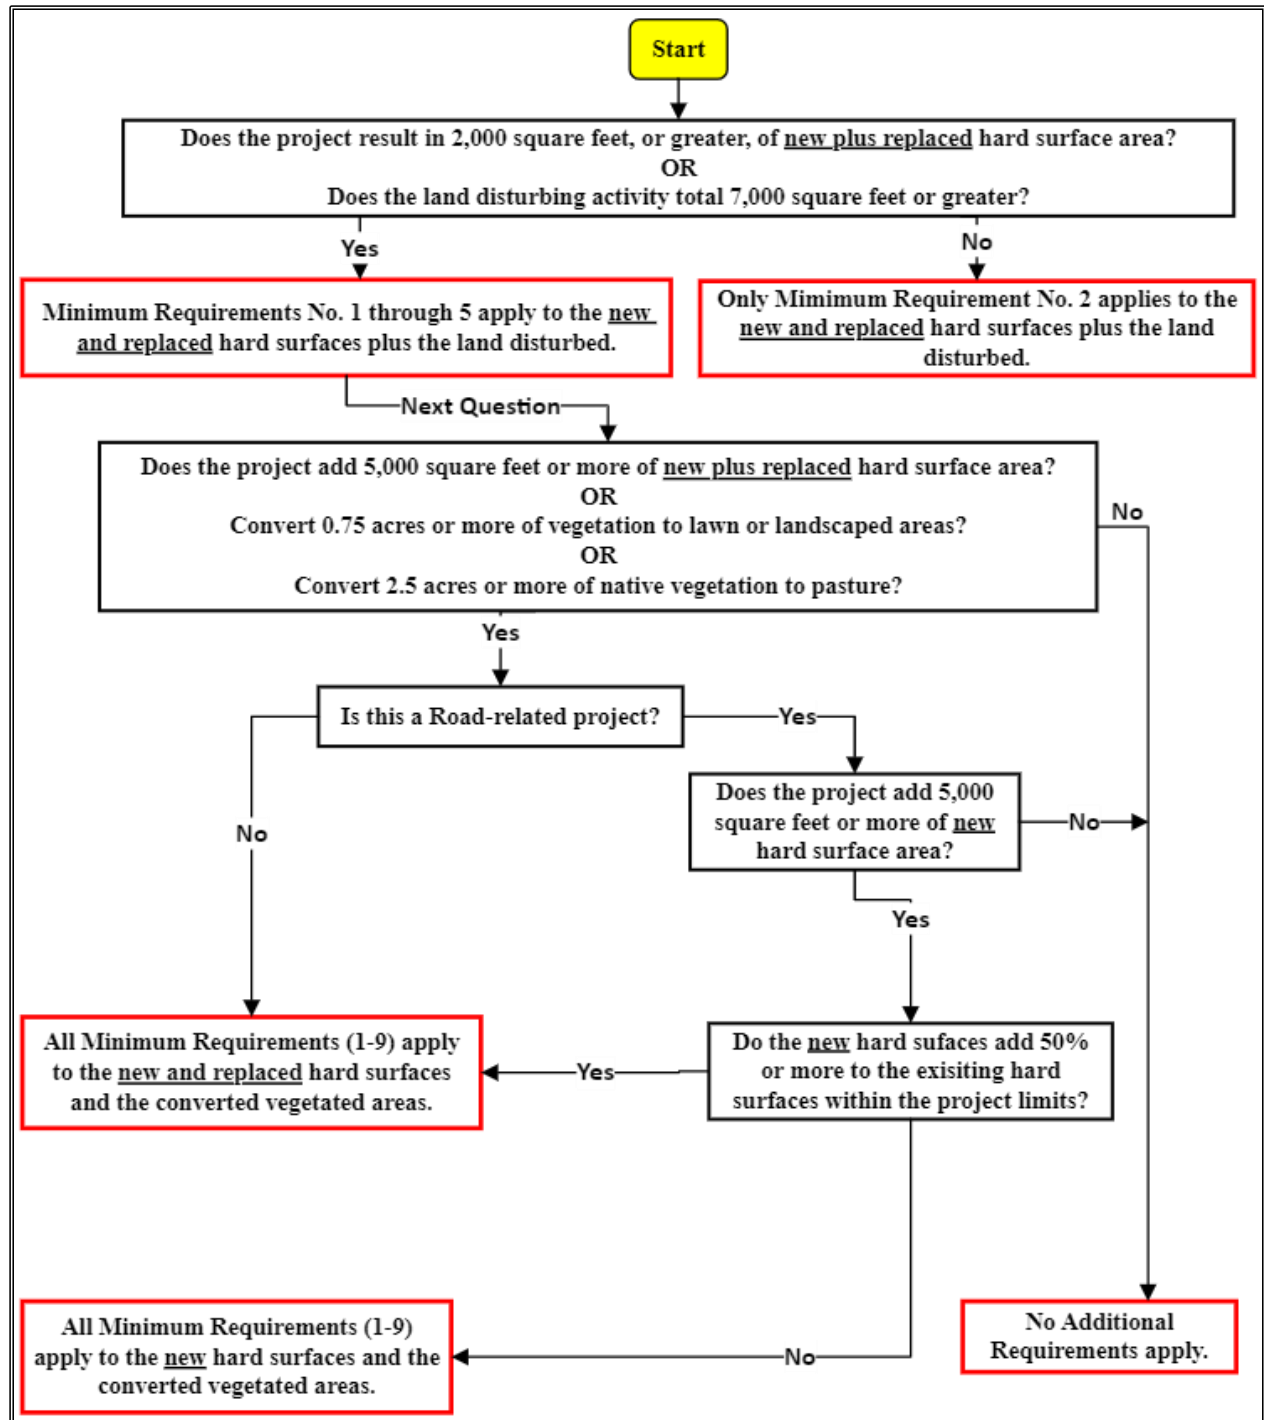 Start
Does the project result in 2,000 square feet, or greater, of new plus replaced hard surface area?
OR
Does the land disturbing activity total 7,000 square feet or greater?
Yes
No
Minimum Requirements No. 1 through 5 apply to the new
and replaced hard surfaces plus the land disturbed.
Only Mimimum Requirement No. 2 applies to the
new and replaced hard surfaces plus the land
disturbed.
Next Question
Does the project add 5,000 square feet or more of new plus replaced hard surface area?
OR
Convert 0.75 acres or more of vegetation to lawn or landscaped areas?
OR
Convert 2.5 acres or more of native vegetation to pasture?
No
Yes
Is this a Road-related project?
Yes
No
Does the project add 5,000
square feet or more of new
hard surface area?
No
Yes
All Minimum Requirements (1-9) apply
to the new and replaced hard surfaces
and the converted vegetated areas.
Yes
Do the new hard sufaces add 50%
or more to the exisiting hard
surfaces within the project limits?
All Minimum Requirements (1-9)
apply to the new hard surfaces and the
converted vegetated areas.
No
No Additional
Requirements apply.